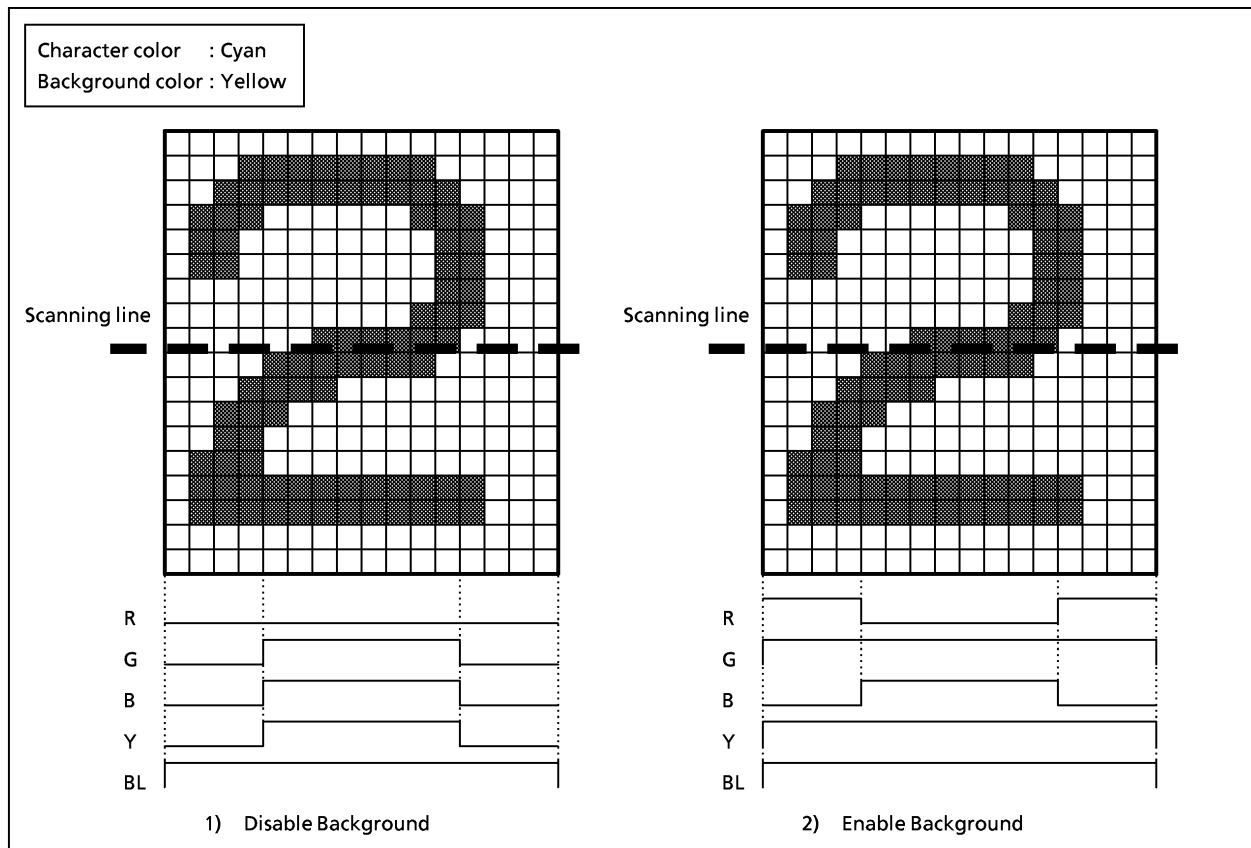 Character color : Cyan
Background color : Yellow
Scanning line
Scanning line
R
G
B
Y
BL
R
G
B
Y
BL
1) Disable Background
2) Enable Background